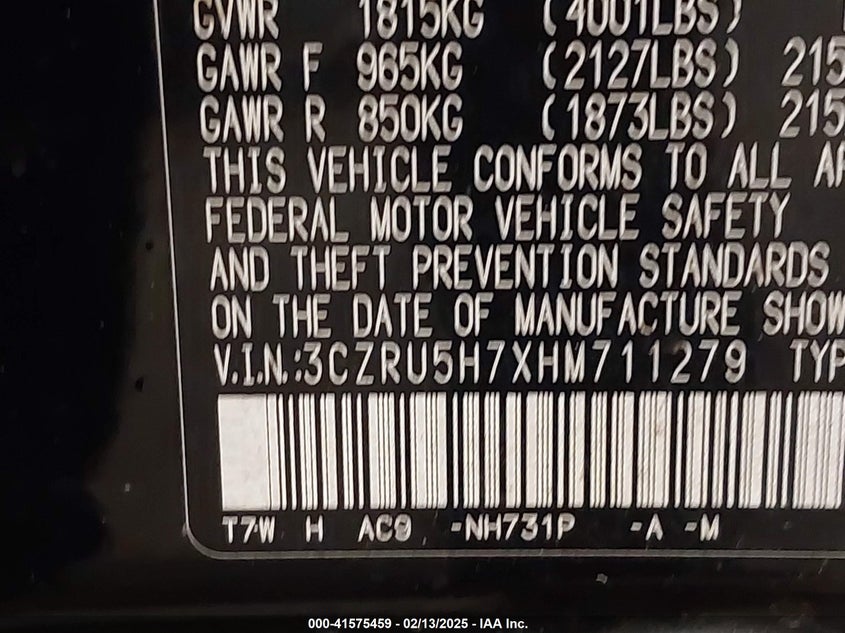 GVWR 1815KG (4001LBS)
GAWR F 965KG (2127LBS) 215
GAWR R 850KG (1873LBS) 215
THIS VEHICLE CONFORMS TO ALL AP
FEDERAL MOTOR VEHICLE SAFETY
AND THEFT PREVENTION STANDARDS
ON THE DATE OF MANUFACTURE SHOW
V.I.N.:3CZRU5H7XHM711279 TYP
T7W H AC9 -NH731P -A -M
000-41575459 - 02/13/2025 - IAA Inc.